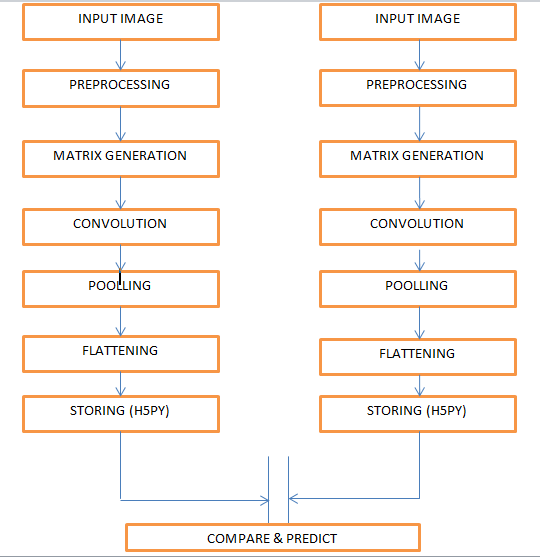 INPUT IMAGE
PREPROCESSING
MATRIX GENERATION
CONVOLUTION
POOLLING
FLATTENING
STORING (H5PY)
INPUT IMAGE
PREPROCESSING
MATRIX GENERATION
CONVOLUTION
POOLLING
FLATTENING
STORING (H5PY)
COMPARE & PREDICT